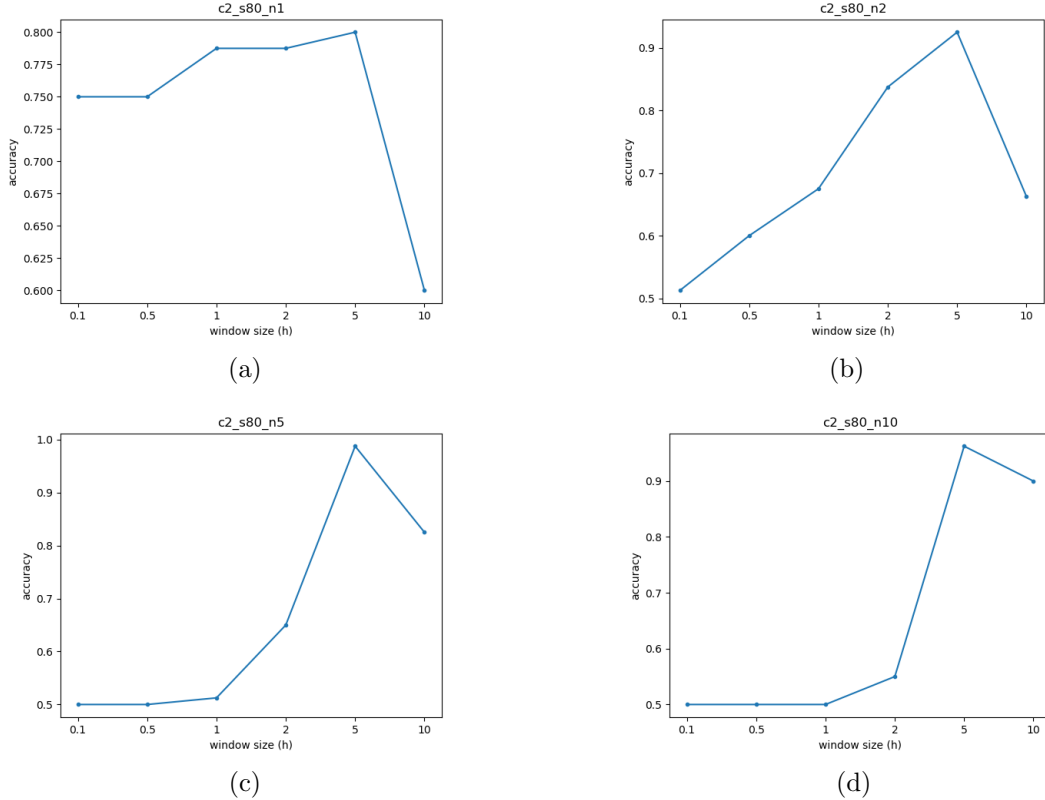 c2_s80_n1
0.800
0.775
0.750
0.725
0.700
0.675
0.650
0.625
0.600
accuracy
0.1 0.5 1 2 5 10
window size (h)
(a)
c2_s80_n2
0.9
0.8
0.7
0.6
0.5
accuracy
0.1 0.5 1 2 5 10
window size (h)
(b)
c2_s80_n5
1.0
0.9
0.8
0.7
0.6
0.5
accuracy
0.1 0.5 1 2 5 10
window size (h)
(c)
c2_s80_n10
0.9
0.8
0.7
0.6
0.5
accuracy
0.1 0.5 1 2 5 10
window size (h)
(d)